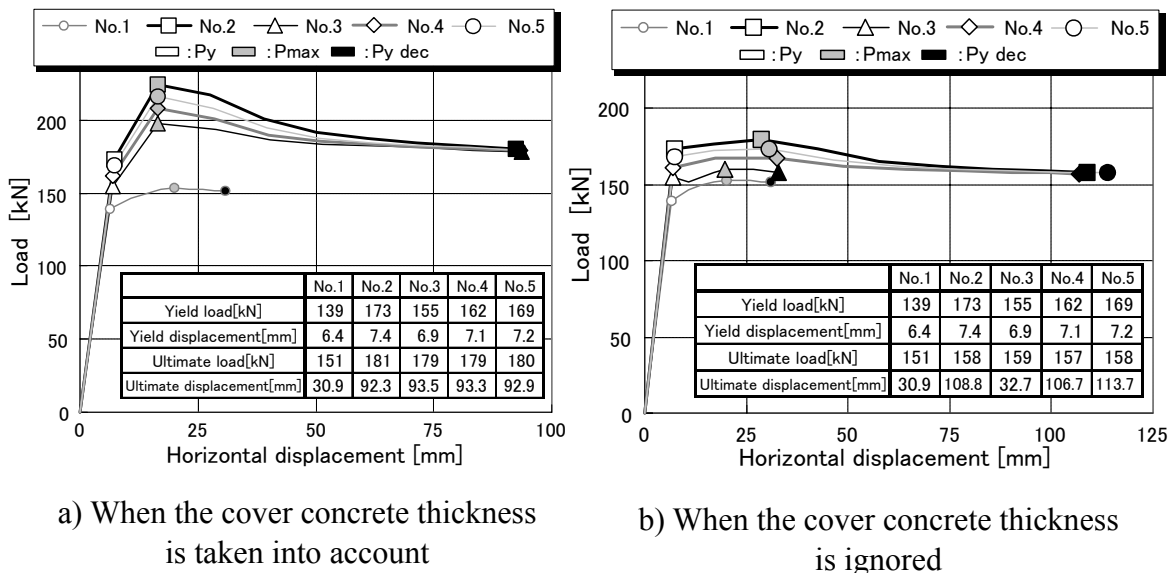 No.1 No.2 No.3 No.4 No.5
:Py :Pmax :Py dec
200
150
100
50
0
Load [kN]
0 25 50 75 100
Horizontal displacement [mm]
No.1 No.2 No.3 No.4 No.5
Yield load[kN] 139 173 155 162 169
Yield displacement[mm] 6.4 7.4 6.9 7.1 7.2
Ultimate load[kN] 151 181 179 179 180
Ultimate displacement[mm] 30.9 92.3 93.5 93.3 92.9
a) When the cover concrete thickness
is taken into account
No.1 No.2 No.3 No.4 No.5
:Py :Pmax :Py dec
200
150
100
50
0
Load [kN]
0 25 50 75 100 125
Horizontal displacement [mm]
No.1 No.2 No.3 No.4 No.5
Yield load[kN] 139 173 155 162 169
Yield displacement[mm] 6.4 7.4 6.9 7.1 7.2
Ultimate load[kN] 151 158 159 157 158
Ultimate displacement[mm] 30.9 108.8 32.7 106.7 113.7
b) When the cover concrete thickness
is ignored